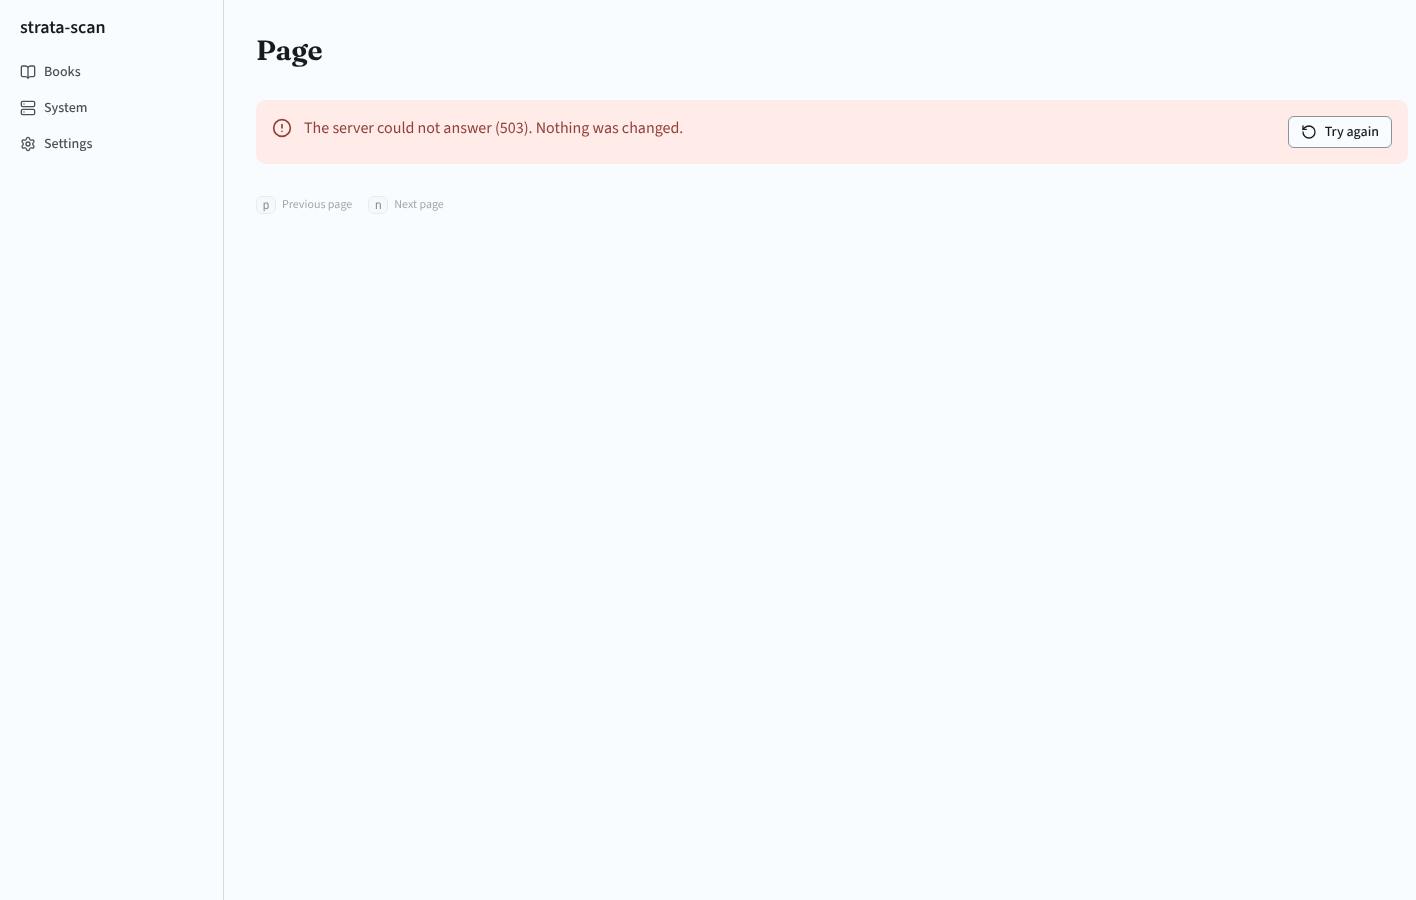 strata-scan
Books
System
Settings
Page
The server could not answer (503). Nothing was changed.
Try again
p Previous page n Next page